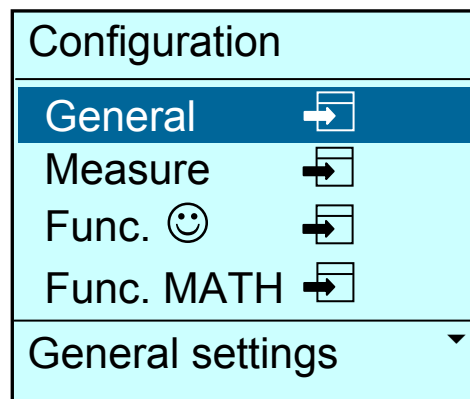 Configuration
General
Measure
Func. ☺
Func. MATH
General settings